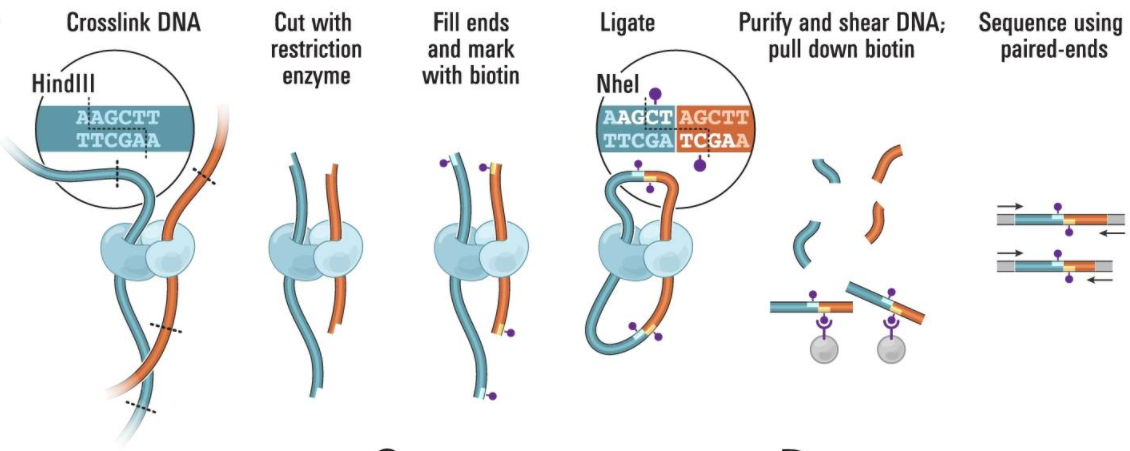 Crosslink DNA
Cut with
restriction
enzyme
Fill ends
and mark
with biotin
Ligate
Purify and shear DNA;
pull down biotin
Sequence using
paired-ends
HindIII
AAGCTT
TTCGAA
NheI
AAGCT AGCTT
TTCGA TCGAA